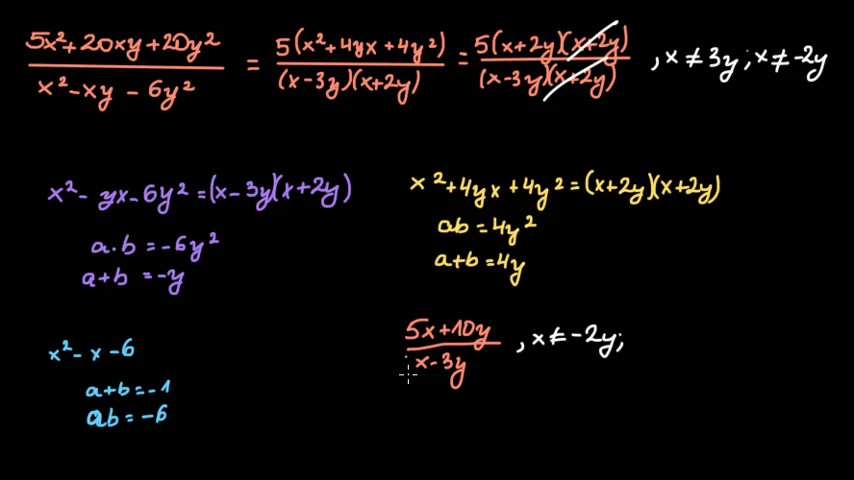 5x²+20xy+20y² / x²-xy-6y² = 5(x²+4yx+4y²) / (x-3y)(x+2y) = 5(x+2y)(x+2y) / (x-3y)(x+2y) , x≠3y; x≠-2y
x²-yx-6y²=(x-3y)(x+2y)
a·b=-6y²
a+b=-y
x²+4yx+4y²=(x+2y)(x+2y)
ab=4y²
a+b=4y
x²-x-6
a+b=-1
ab=-6
5x+10y / x-3y , x≠-2y;